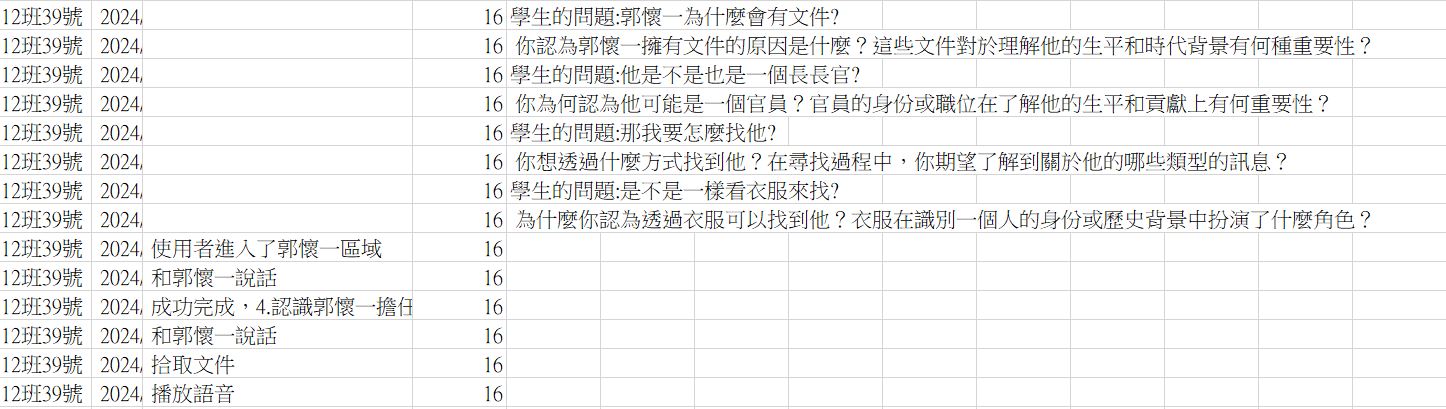 12班39號 2024/ 16 學生的問題:郭懷一為什麼會有文件?
12班39號 2024/ 16 你認為郭懷一擁有文件的原因是什麼？這些文件對於理解他的生平和時代背景有何種重要性？
12班39號 2024/ 16 學生的問題:他是不是也是一個長長官?
12班39號 2024/ 16 你為何認為他可能是一個官員？官員的身份或職位在了解他的生平和貢獻上有何重要性？
12班39號 2024/ 16 學生的問題:那我要怎麼找他?
12班39號 2024/ 16 你想透過什麼方式找到他？在尋找過程中，你期望了解到關於他的哪些類型的訊息？
12班39號 2024/ 16 學生的問題:是不是一樣看衣服來找?
12班39號 2024/ 16 為什麼你認為透過衣服可以找到他？衣服在識別一個人的身份或歷史背景中扮演了什麼角色？
12班39號 2024/ 使用者進入了郭懷一區域 16
12班39號 2024/ 和郭懷一說話 16
12班39號 2024/ 成功完成，4.認識郭懷一擔任 16
12班39號 2024/ 和郭懷一說話 16
12班39號 2024/ 拾取文件 16
12班39號 2024/ 播放語音 16